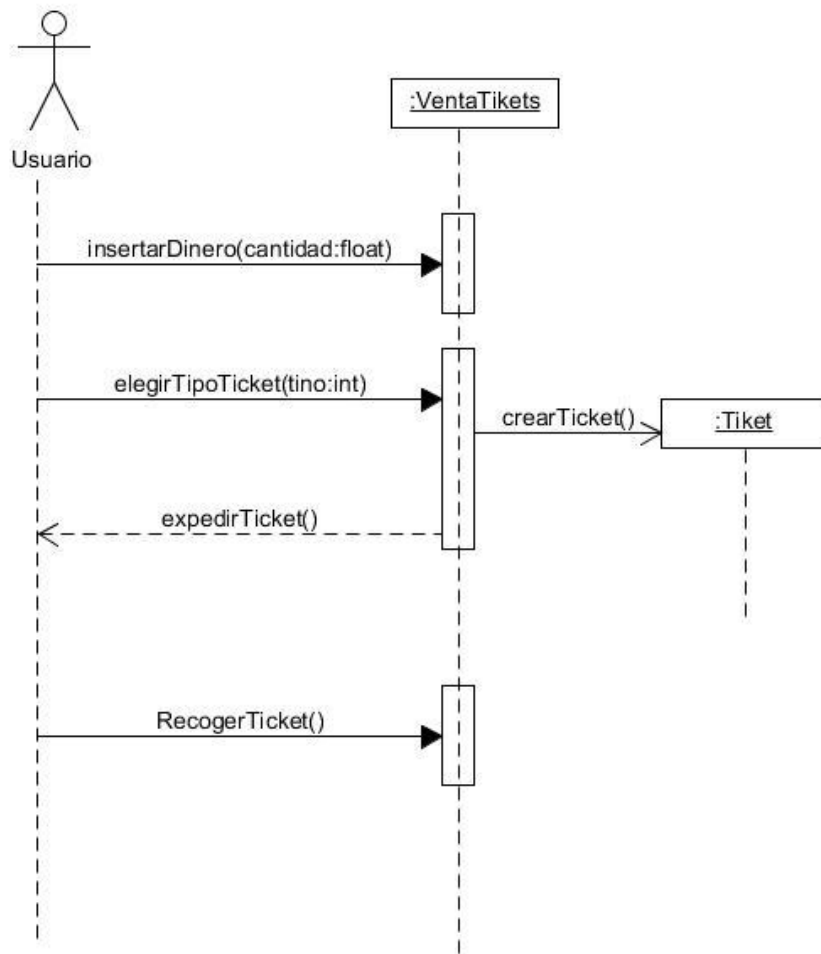 :VentaTikets
Usuario
insertarDinero(cantidad:float)
elegirTipoTicket(tino:int)
crearTicket()
:Tiket
expedirTicket()
RecogerTicket()